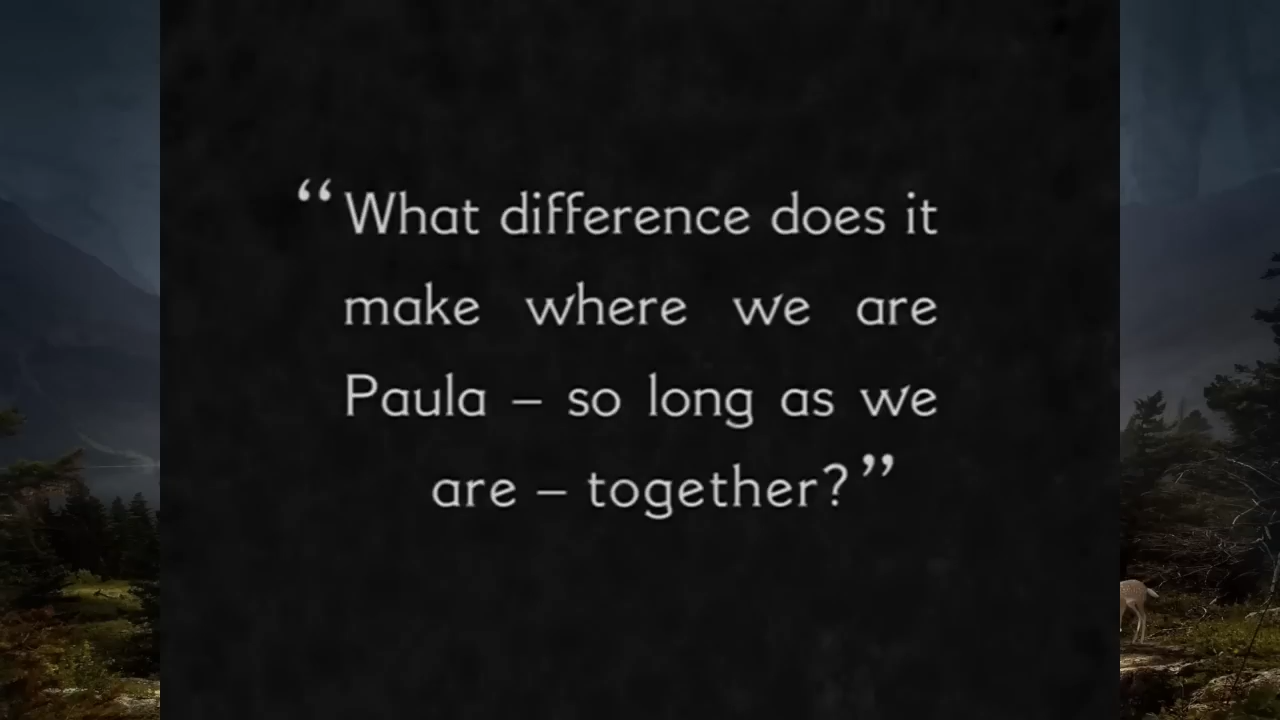 “What difference does it
make where we are
Paula – so long as we
are – together?”